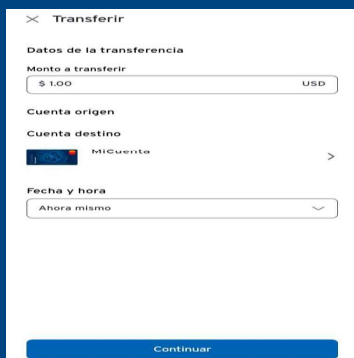 Transferir
Datos de la transferencia
Monto a transferir
$ 1.00 USD
Cuenta origen
Cuenta destino
MiCuenta
Fecha y hora
Ahora mismo
Continuar